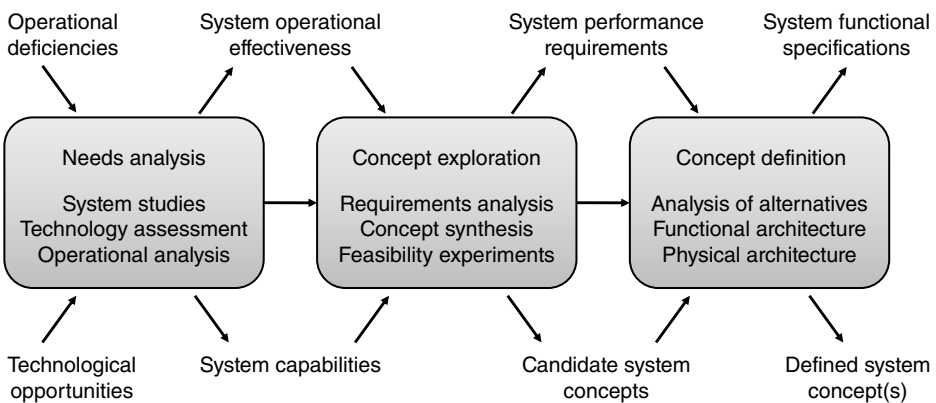 Operational
deficiencies
System operational
effectiveness
System performance
requirements
System functional
specifications
Needs analysis
System studies
Technology assessment
Operational analysis
Concept exploration
Requirements analysis
Concept synthesis
Feasibility experiments
Concept definition
Analysis of alternatives
Functional architecture
Physical architecture
Technological
opportunities
System capabilities
Candidate system
concepts
Defined system
concept(s)